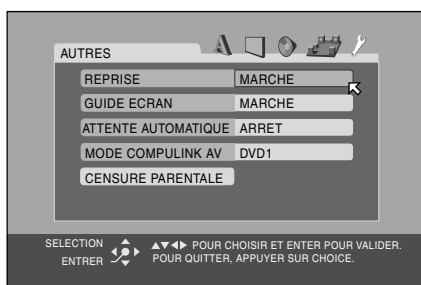 AUTRES
REPRISE MARCHE
GUIDE ECRAN MARCHE
ATTENTE AUTOMATIQUE ARRET
MODE COMPULINK AV DVD1
CENSURE PARENTALE
SELECTION ▲▼◀▶ POUR CHOISIR ET ENTER POUR VALIDER.
ENTRER POUR QUITTER, APPUYER SUR CHOICE.